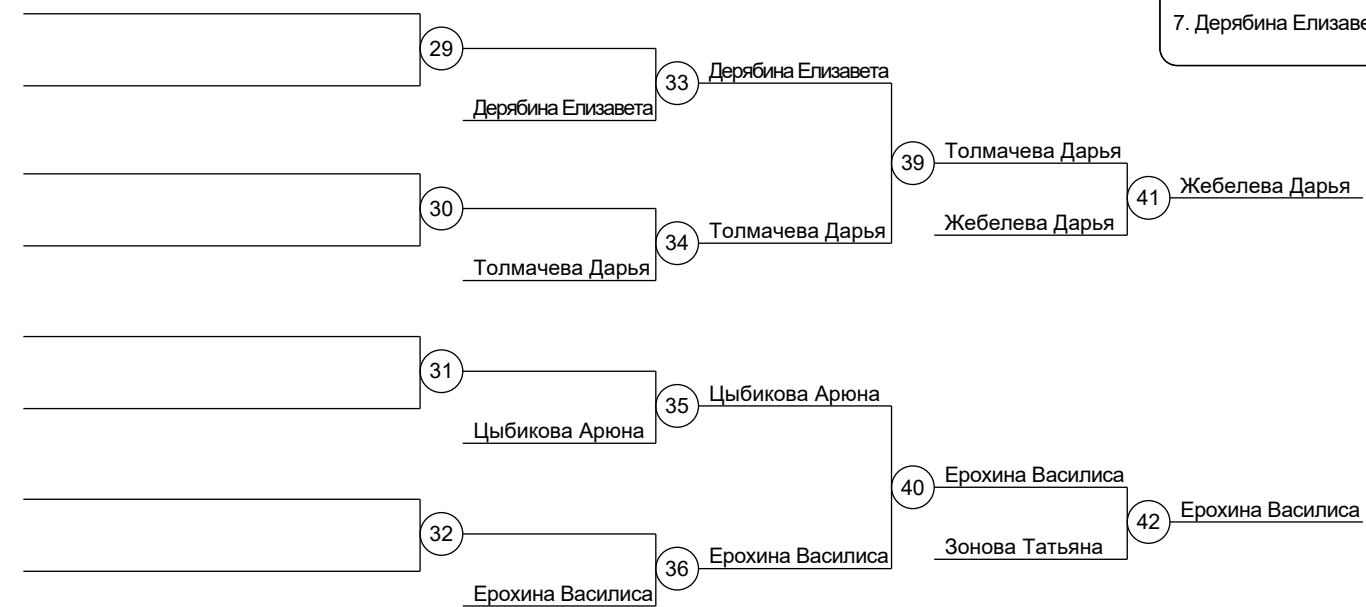 7. Дерябина Елизаве
29
33
Дерябина Елизавета
Дерябина Елизавета
39
Толмачева Дарья
41
Жебелева Дарья
30
34
Толмачева Дарья
Жебелева Дарья
Толмачева Дарья
31
35
Цыбикова Арюна
Цыбикова Арюна
40
Ерохина Василиса
42
Ерохина Василиса
32
36
Ерохина Василиса
Зонова Татьяна
Ерохина Василиса